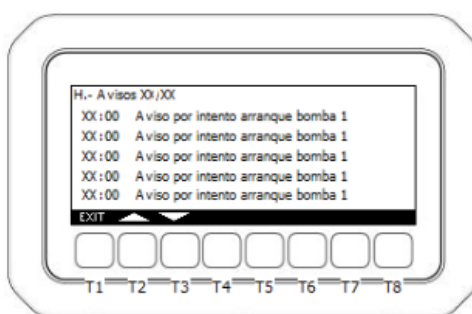 H.- Avisos XX/XX
XX:00 Aviso por intento arranque bomba 1
XX:00 Aviso por intento arranque bomba 1
XX:00 Aviso por intento arranque bomba 1
XX:00 Aviso por intento arranque bomba 1
XX:00 Aviso por intento arranque bomba 1
EXIT
T1 T2 T3 T4 T5 T6 T7 T8